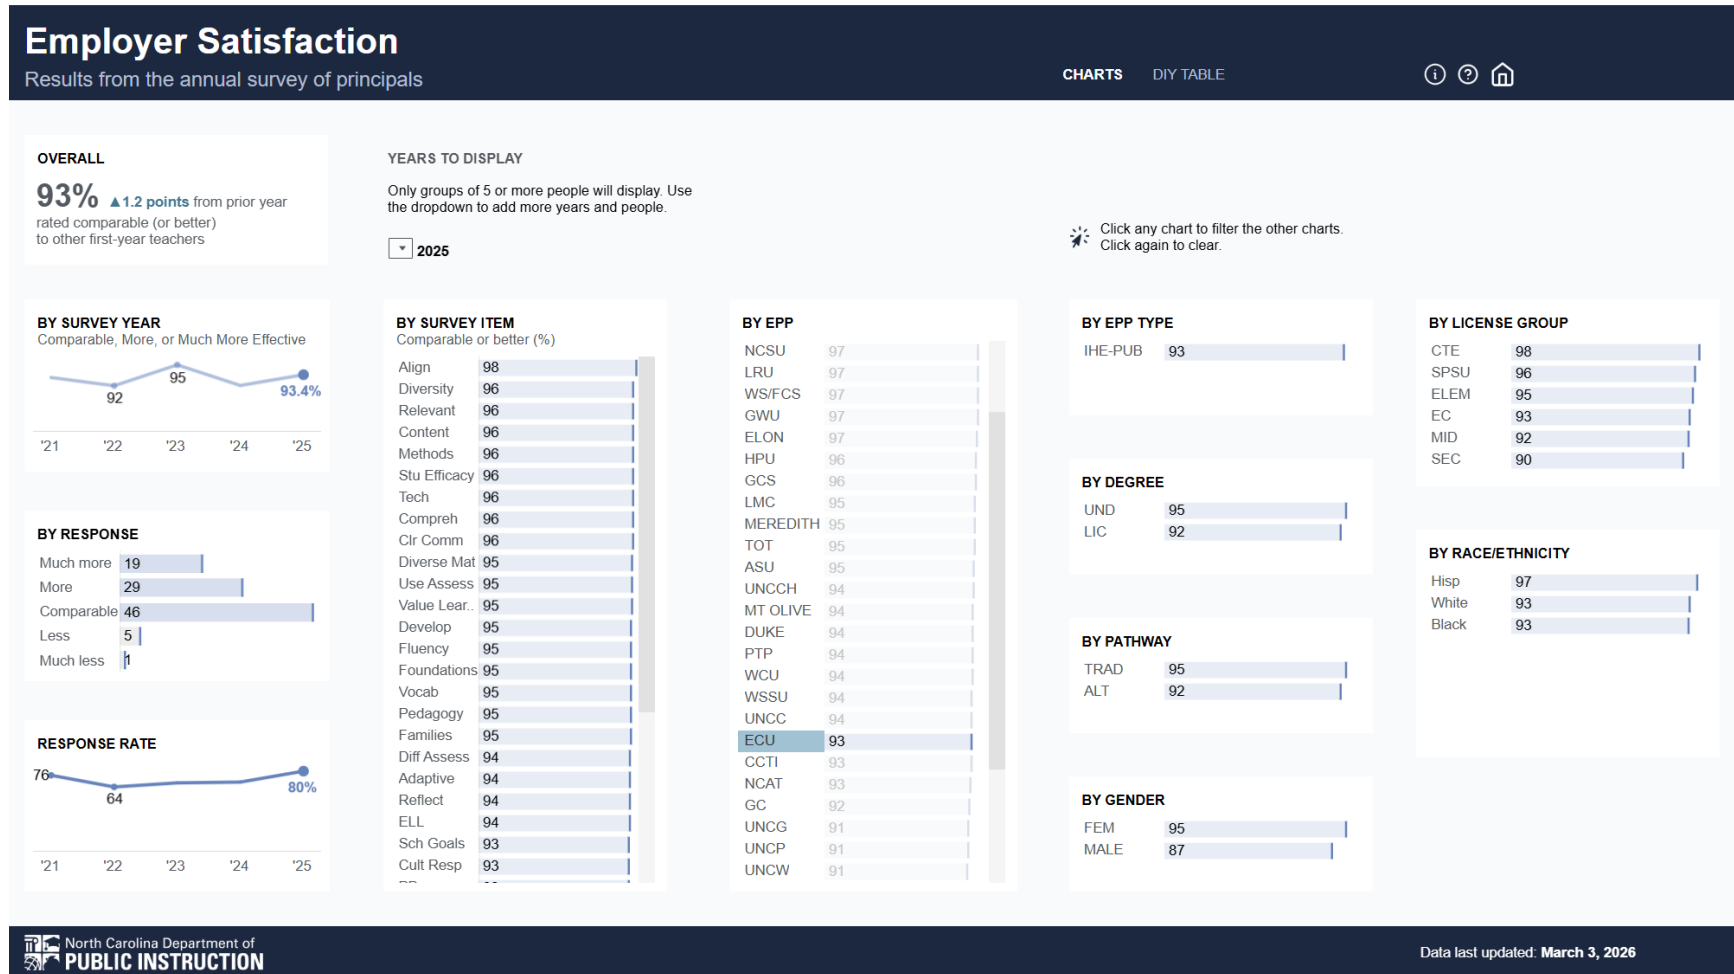 Employer Satisfaction
Results from the annual survey of principals
CHARTS
DIY TABLE
OVERALL
93% ▲1.2 points from prior year
rated comparable (or better)
to other first-year teachers
YEARS TO DISPLAY
Only groups of 5 or more people will display. Use
the dropdown to add more years and people.
2025
Click any chart to filter the other charts.
Click again to clear.
BY SURVEY YEAR
Comparable, More, or Much More Effective
92
95
93.4%
'21 '22 '23 '24 '25
BY RESPONSE
Much more 19
More 29
Comparable 46
Less 5
Much less 1
RESPONSE RATE
76
64
80%
'21 '22 '23 '24 '25
BY SURVEY ITEM
Comparable or better (%)
Align 98
Diversity 96
Relevant 96
Content 96
Methods 96
Stu Efficacy 96
Tech 96
Compreh 96
Clr Comm 96
Diverse Mat 95
Use Assess 95
Value Lear.. 95
Develop 95
Fluency 95
Foundations 95
Vocab 95
Pedagogy 95
Families 95
Diff Assess 94
Adaptive 94
Reflect 94
ELL 94
Sch Goals 93
Cult Resp 93
BY EPP
NCSU 97
LRU 97
WS/FCS 97
GWU 97
ELON 97
HPU 96
GCS 96
LMC 95
MEREDITH 95
TOT 95
ASU 95
UNCCH 94
MT OLIVE 94
DUKE 94
PTP 94
WCU 94
WSSU 94
UNCC 94
ECU 93
CCTI 93
NCAT 93
GC 92
UNCG 91
UNCP 91
UNCW 91
BY EPP TYPE
IHE-PUB 93
BY DEGREE
UND 95
LIC 92
BY PATHWAY
TRAD 95
ALT 92
BY GENDER
FEM 95
MALE 87
BY LICENSE GROUP
CTE 98
SPSU 96
ELEM 95
EC 93
MID 92
SEC 90
BY RACE/ETHNICITY
Hisp 97
White 93
Black 93
North Carolina Department of
PUBLIC INSTRUCTION
Data last updated: March 3, 2026